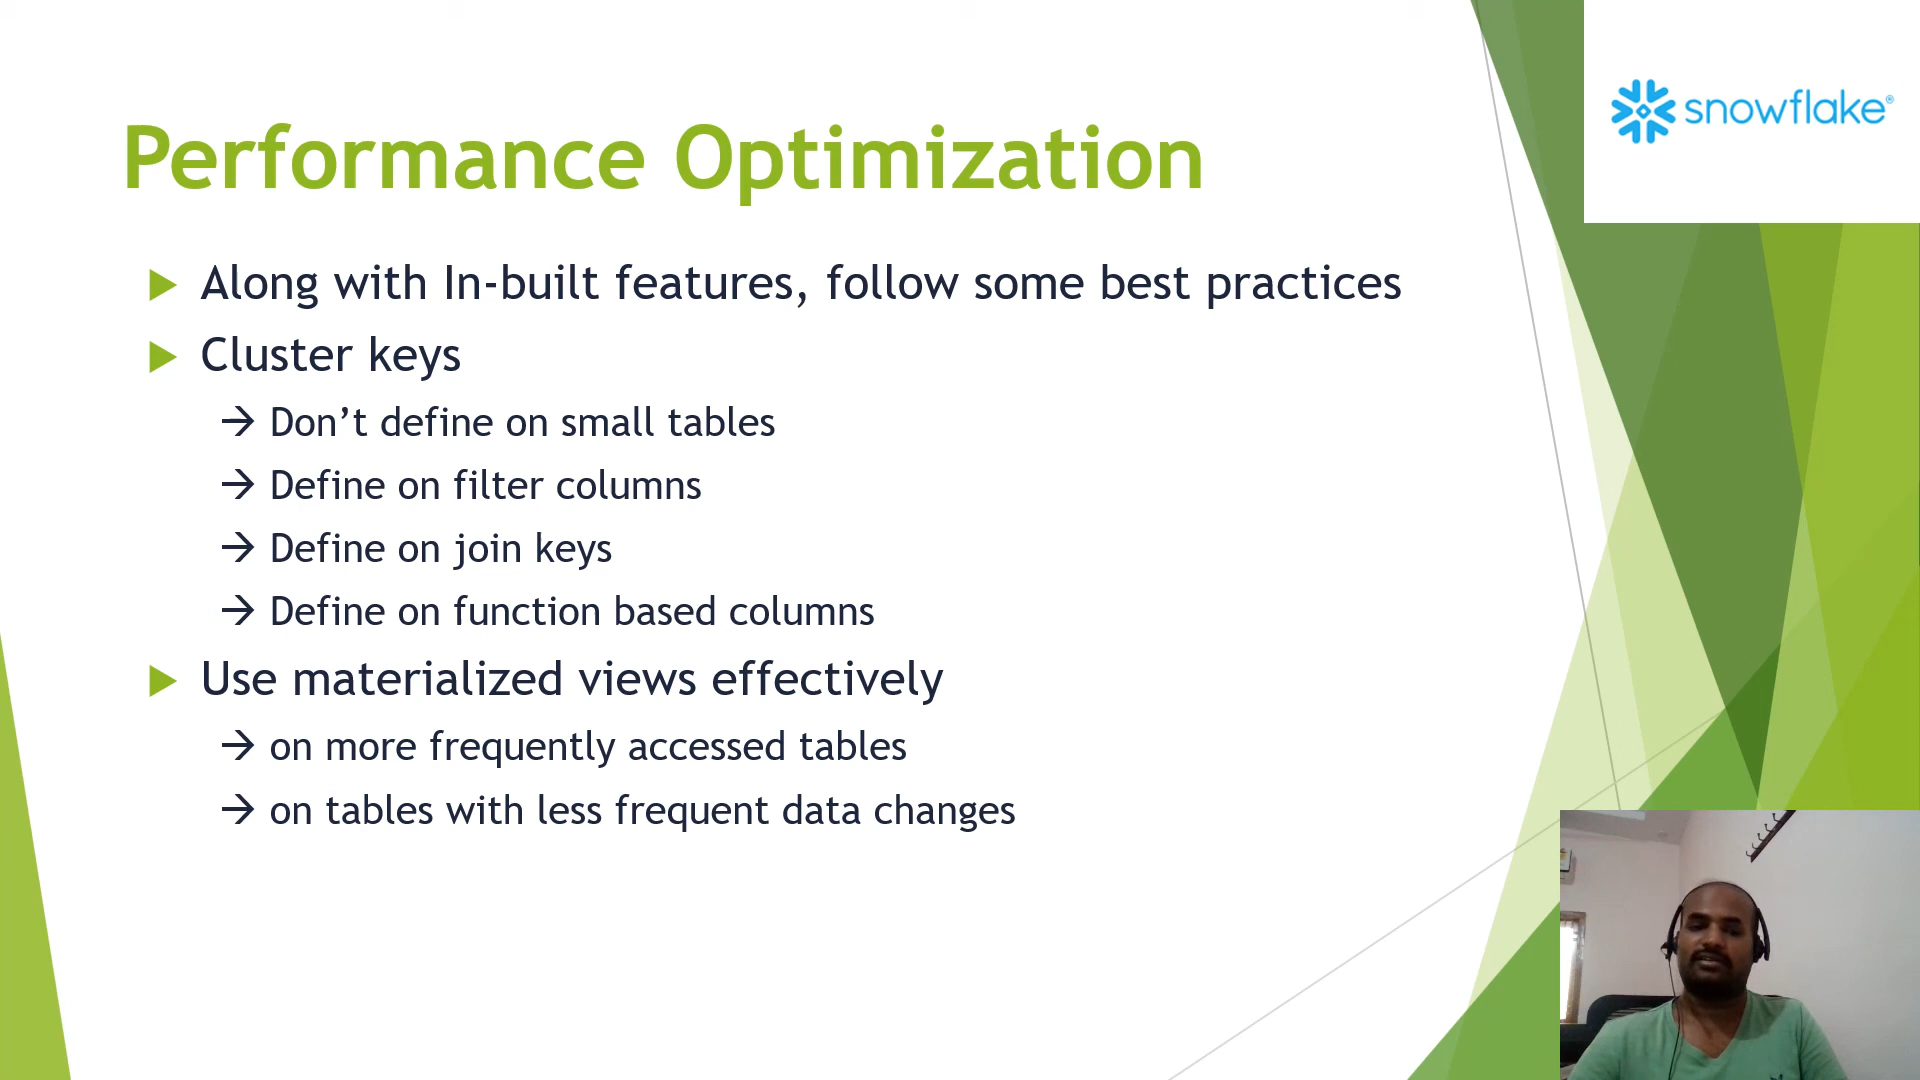 snowflake®
Performance Optimization
Along with In-built features, follow some best practices
Cluster keys
→ Don’t define on small tables
→ Define on filter columns
→ Define on join keys
→ Define on function based columns
Use materialized views effectively
→ on more frequently accessed tables
→ on tables with less frequent data changes